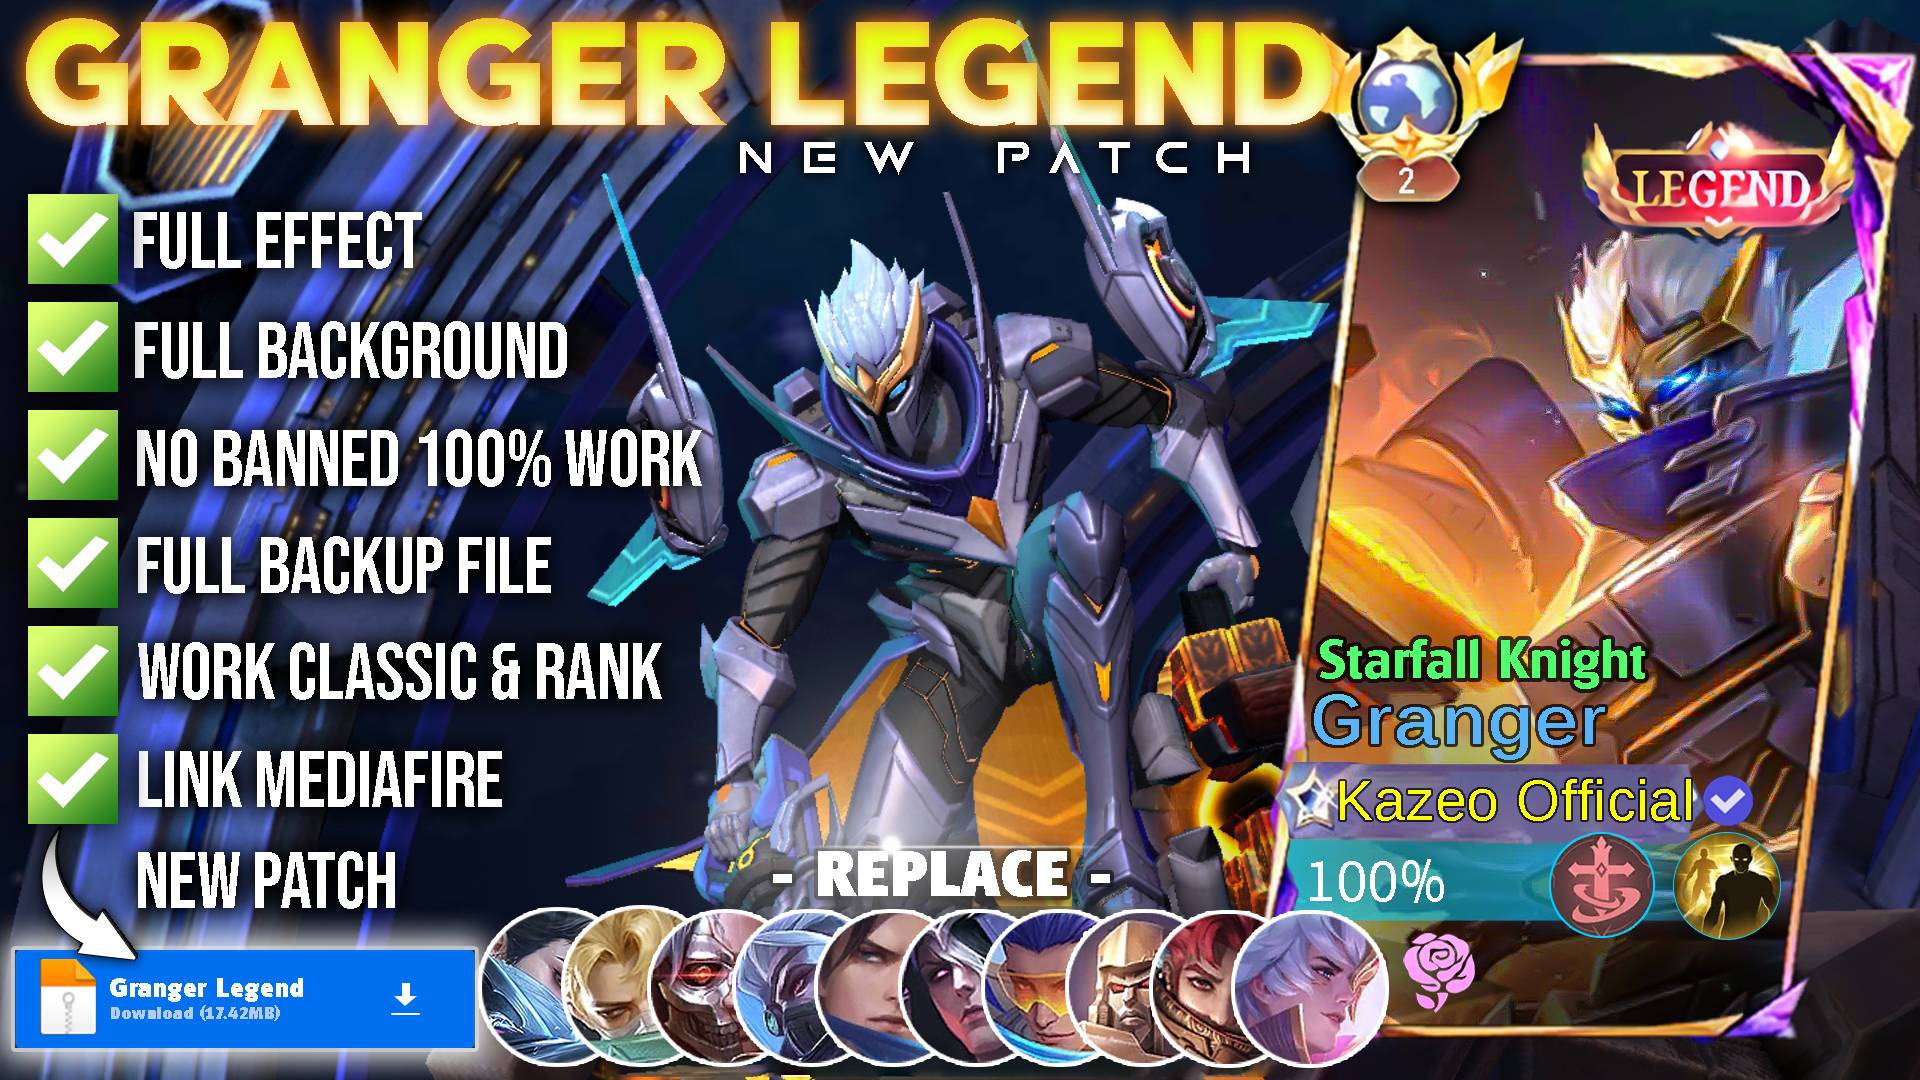 GRANGER LEGEND
NEW PATCH
2
LEGEND
FULL EFFECT
FULL BACKGROUND
NO BANNED 100% WORK
FULL BACKUP FILE
WORK CLASSIC & RANK
LINK MEDIAFIRE
NEW PATCH
Granger Legend
Download (17.42MB)
- REPLACE -
Starfall Knight
Granger
Kazeo Official
100%